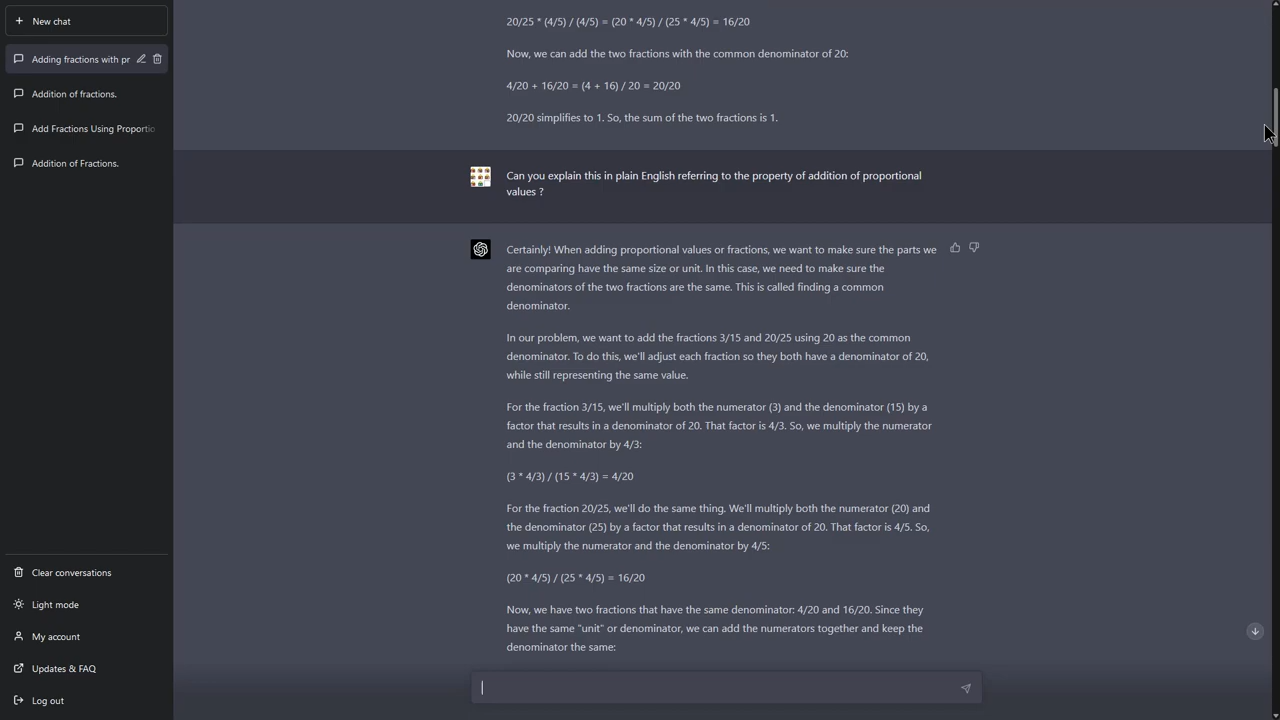 New chat
Adding fractions with pr
Addition of fractions.
Add Fractions Using Proportio
Addition of Fractions.
Clear conversations
Light mode
My account
Updates & FAQ
Log out
20/25 * (4/5) / (4/5) = (20 * 4/5) / (25 * 4/5) = 16/20
Now, we can add the two fractions with the common denominator of 20:
4/20 + 16/20 = (4 + 16) / 20 = 20/20
20/20 simplifies to 1. So, the sum of the two fractions is 1.
Can you explain this in plain English referring to the property of addition of proportional
values ?
Certainly! When adding proportional values or fractions, we want to make sure the parts we
are comparing have the same size or unit. In this case, we need to make sure the
denominators of the two fractions are the same. This is called finding a common
denominator.
In our problem, we want to add the fractions 3/15 and 20/25 using 20 as the common
denominator. To do this, we'll adjust each fraction so they both have a denominator of 20,
while still representing the same value.
For the fraction 3/15, we'll multiply both the numerator (3) and the denominator (15) by a
factor that results in a denominator of 20. That factor is 4/3. So, we multiply the numerator
and the denominator by 4/3:
(3 * 4/3) / (15 * 4/3) = 4/20
For the fraction 20/25, we'll do the same thing. We'll multiply both the numerator (20) and
the denominator (25) by a factor that results in a denominator of 20. That factor is 4/5. So,
we multiply the numerator and the denominator by 4/5:
(20 * 4/5) / (25 * 4/5) = 16/20
Now, we have two fractions that have the same denominator: 4/20 and 16/20. Since they
have the same "unit" or denominator, we can add the numerators together and keep the
denominator the same: